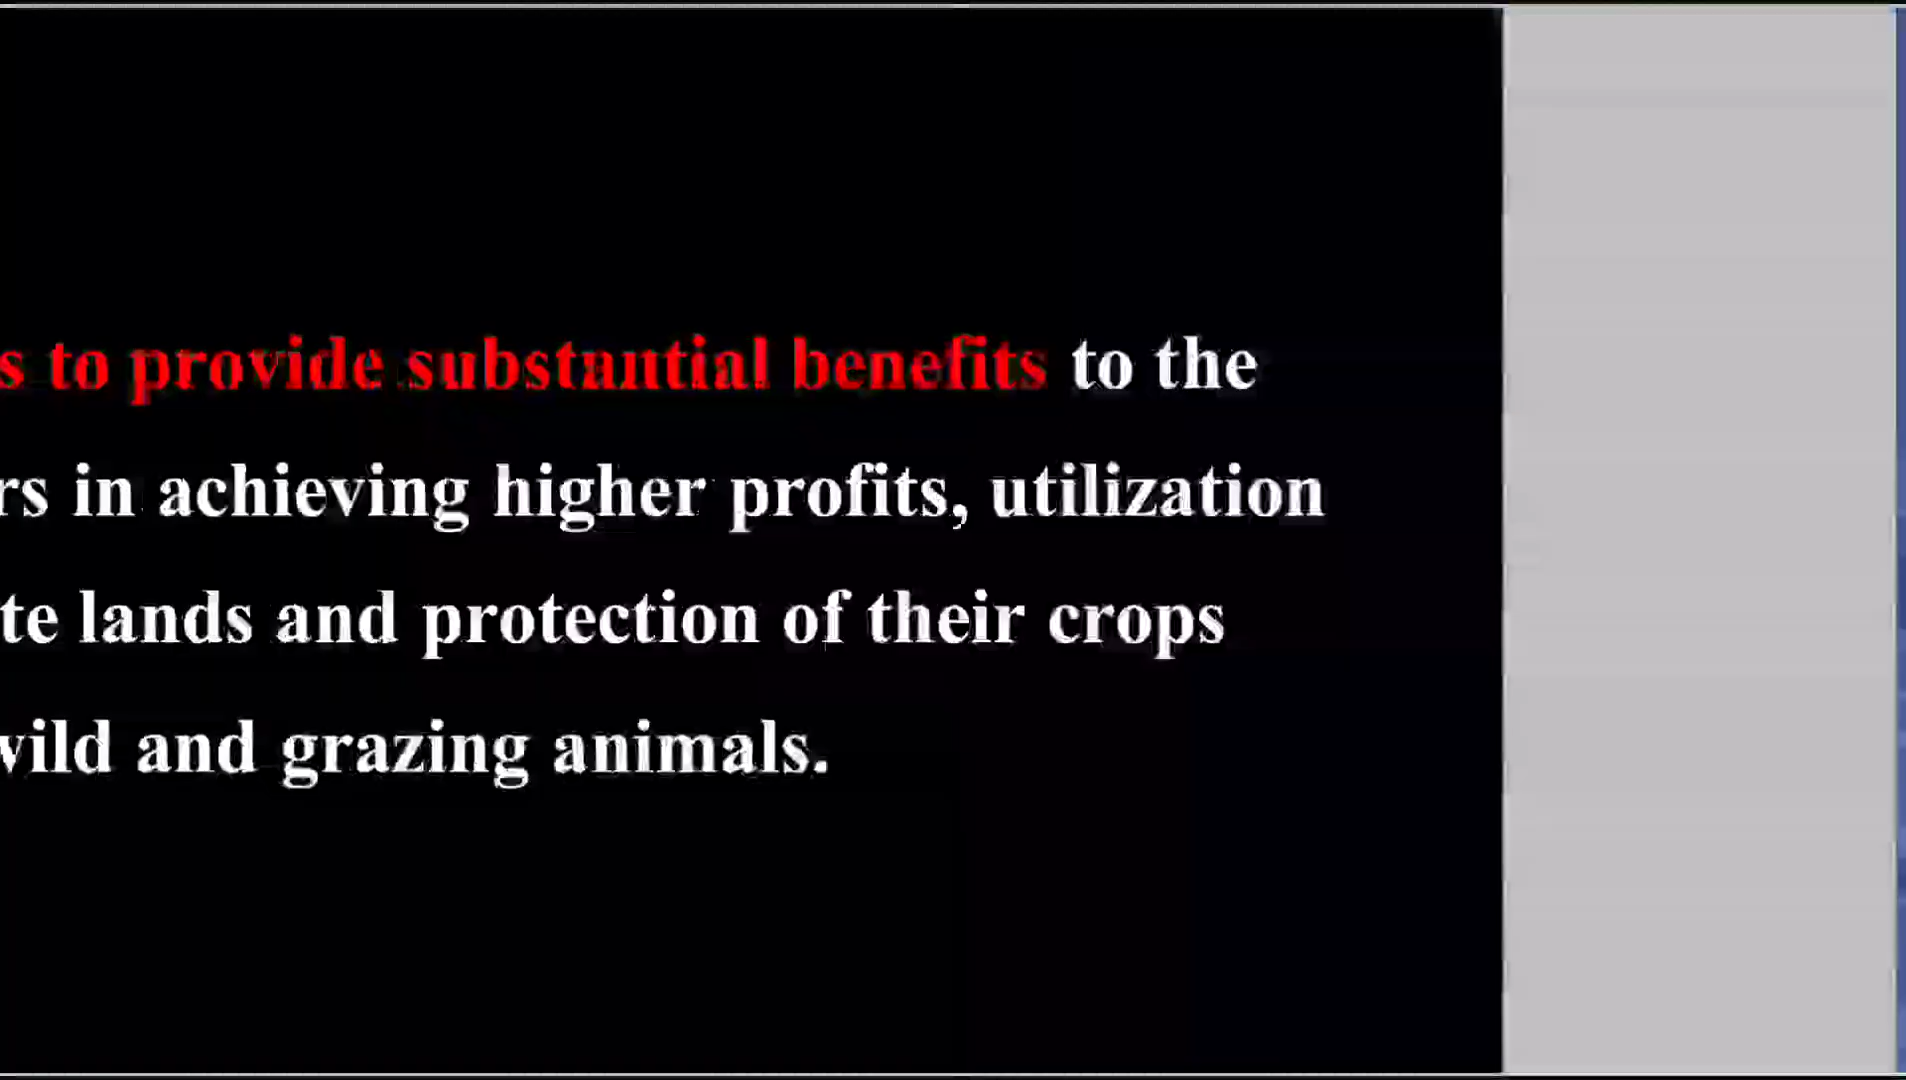 s to provide substantial benefits to the
rs in achieving higher profits, utilization
te lands and protection of their crops
vild and grazing animals.